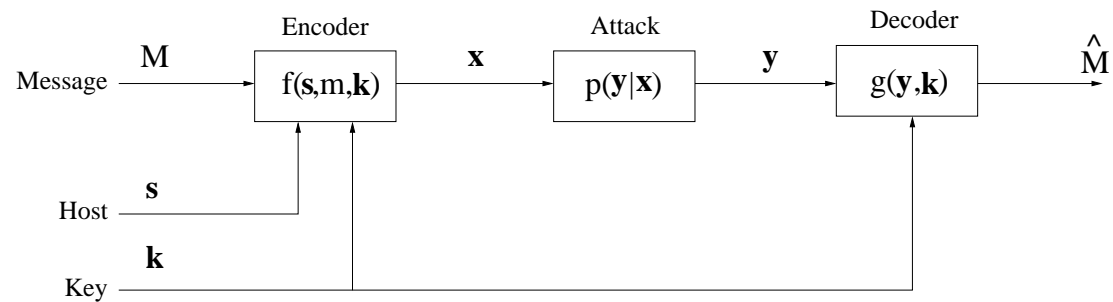 Encoder
Attack
Decoder
Message
M
f(s,m,k)
x
p(y|x)
y
g(y,k)
M̂
Host
s
Key
k